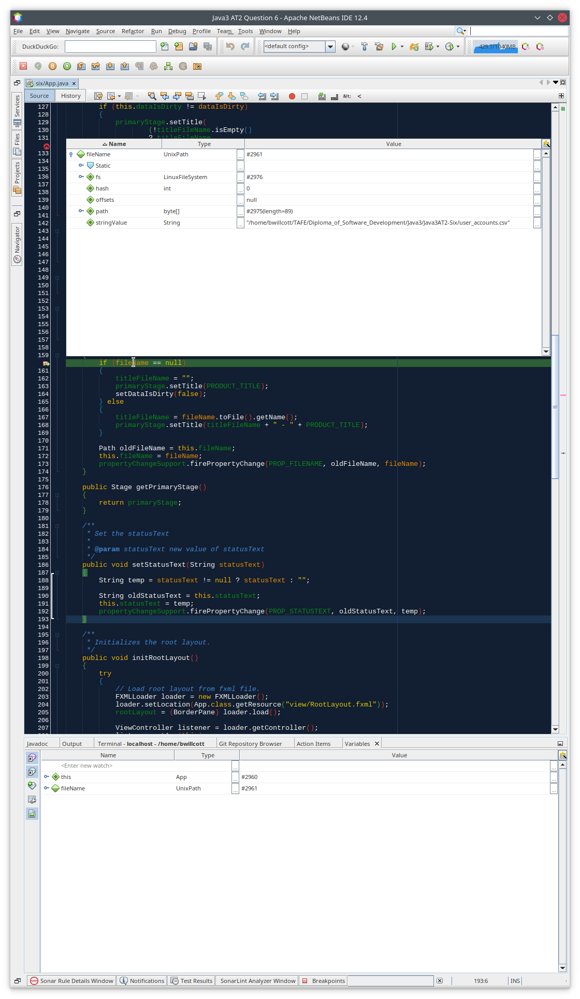 Java3 AT2 Question 6 - Apache NetBeans IDE 12.4
File Edit View Navigate Source Refactor Run Debug Profile Team Tools Window Help
DuckDuckGo: <default config> 429.7/1040MB
six/App.java
Source History &lt; <
Services
Files
Projects
Navigator
127 if (this.dataIsDirty != dataIsDirty)
128 {
129 primaryStage.setTitle(
130 (!titleFileName.isEmpty()
131 ? titleFileName
Name Type Value
133 fileName UnixPath ... #2961 ...
134 Static ... ...
135
136 fs LinuxFileSystem ... #2976 ...
137 hash int ... 0 ...
138
139 offsets ... null ...
140 path byte[] ... #2975(length=89) ...
141
142 stringValue String ... "/home/bwillcott/TAFE/Diploma_of_Software_Development/Java3/Java3AT2-Six/user_accounts.csv" ...
143
144
145
146
147
148
149
150
151
152
153
154
155
156
157
158
159 {
if (fileName == null)
161 {
162 titleFileName = "";
163 primaryStage.setTitle(PRODUCT_TITLE);
164 setDataIsDirty(false);
165 } else
166 {
167 titleFileName = fileName.toFile().getName();
168 primaryStage.setTitle(titleFileName + " - " + PRODUCT_TITLE);
169 }
170
171 Path oldFileName = this.fileName;
172 this.fileName = fileName;
173 propertyChangeSupport.firePropertyChange(PROP_FILENAME, oldFileName, fileName);
174 }
175
176 public Stage getPrimaryStage()
177 {
178 return primaryStage;
179 }
180
181 /**
182 * Set the statusText
183 *
184 * @param statusText new value of statusText
185 */
186 public void setStatusText(String statusText)
187 {
188 String temp = statusText != null ? statusText : "";
189
190 String oldStatusText = this.statusText;
191 this.statusText = temp;
192 propertyChangeSupport.firePropertyChange(PROP_STATUSTEXT, oldStatusText, temp);
193 }
194
195 /**
196 * Initializes the root layout.
197 */
198 public void initRootLayout()
199 {
200 try
201 {
202 // Load root layout from fxml file.
203 FXMLLoader loader = new FXMLLoader();
204 loader.setLocation(App.class.getResource("view/RootLayout.fxml"));
205 rootLayout = (BorderPane) loader.load();
206
207 ViewController listener = loader.getController();
Javadoc Output Terminal - localhost - /home/bwillcott Git Repository Browser Action Items Variables
Name Type Value
<Enter new watch> ... ...
this App ... #2960 ...
fileName UnixPath ... #2961 ...
Sonar Rule Details Window Notifications Test Results SonarLint Analyzer Window Breakpoints 193:6 INS